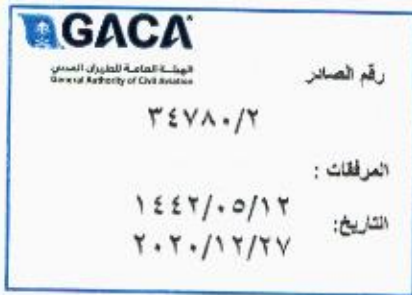 GACA
الهيئة العامة للطيران المدني
General Authority of Civil Aviation
رقم الصادر
٣٤٧٨٠/٢
المرفقات :
١٤٤٢/٠٥/١٢
التاريخ:
٢٠٢٠/١٢/٢٧